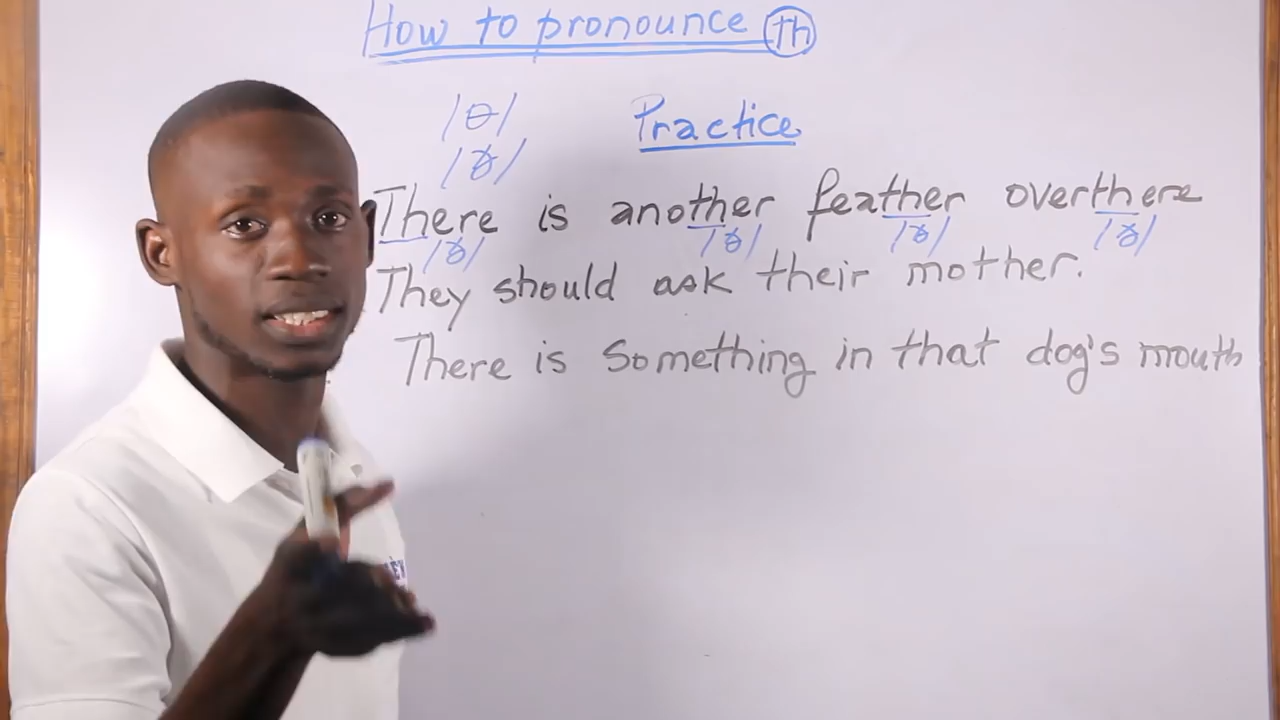 How to pronounce th
/θ/ Practice
/ð/
There is another feather overthere
/ð/ /ð/ /ð/ /ð/
They should ask their mother.
There is something in that dog's mouth